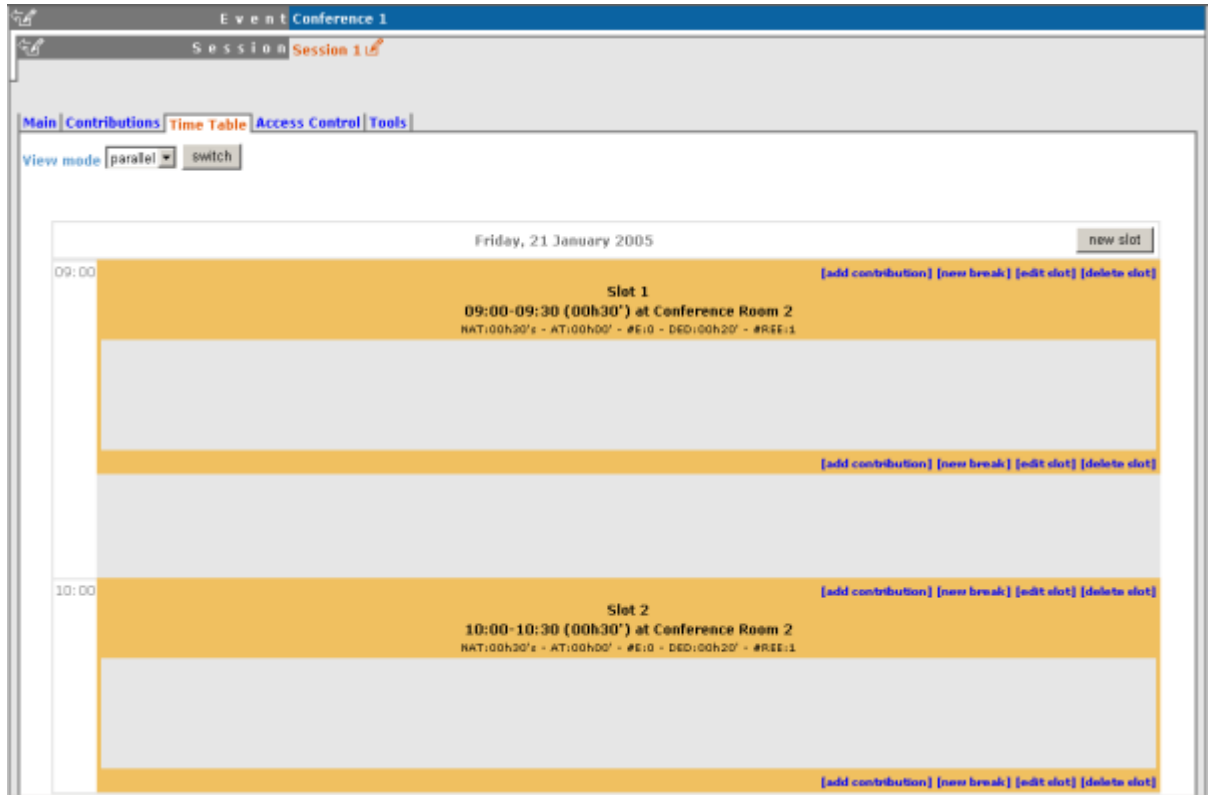 Event Conference 1
Session Session 1
Main Contributions Time Table Access Control Tools
View mode parallel switch
Friday, 21 January 2005 new slot
09:00 [add contribution] [new break] [edit slot] [delete slot]
Slot 1
09:00-09:30 (00h30') at Conference Room 2
NAT:00h30's - AT:00h00' - #E:0 - DED:00h20' - #REE:1
[add contribution] [new break] [edit slot] [delete slot]
10:00 [add contribution] [new break] [edit slot] [delete slot]
Slot 2
10:00-10:30 (00h30') at Conference Room 2
NAT:00h30's - AT:00h00' - #E:0 - DED:00h20' - #REE:1
[add contribution] [new break] [edit slot] [delete slot]